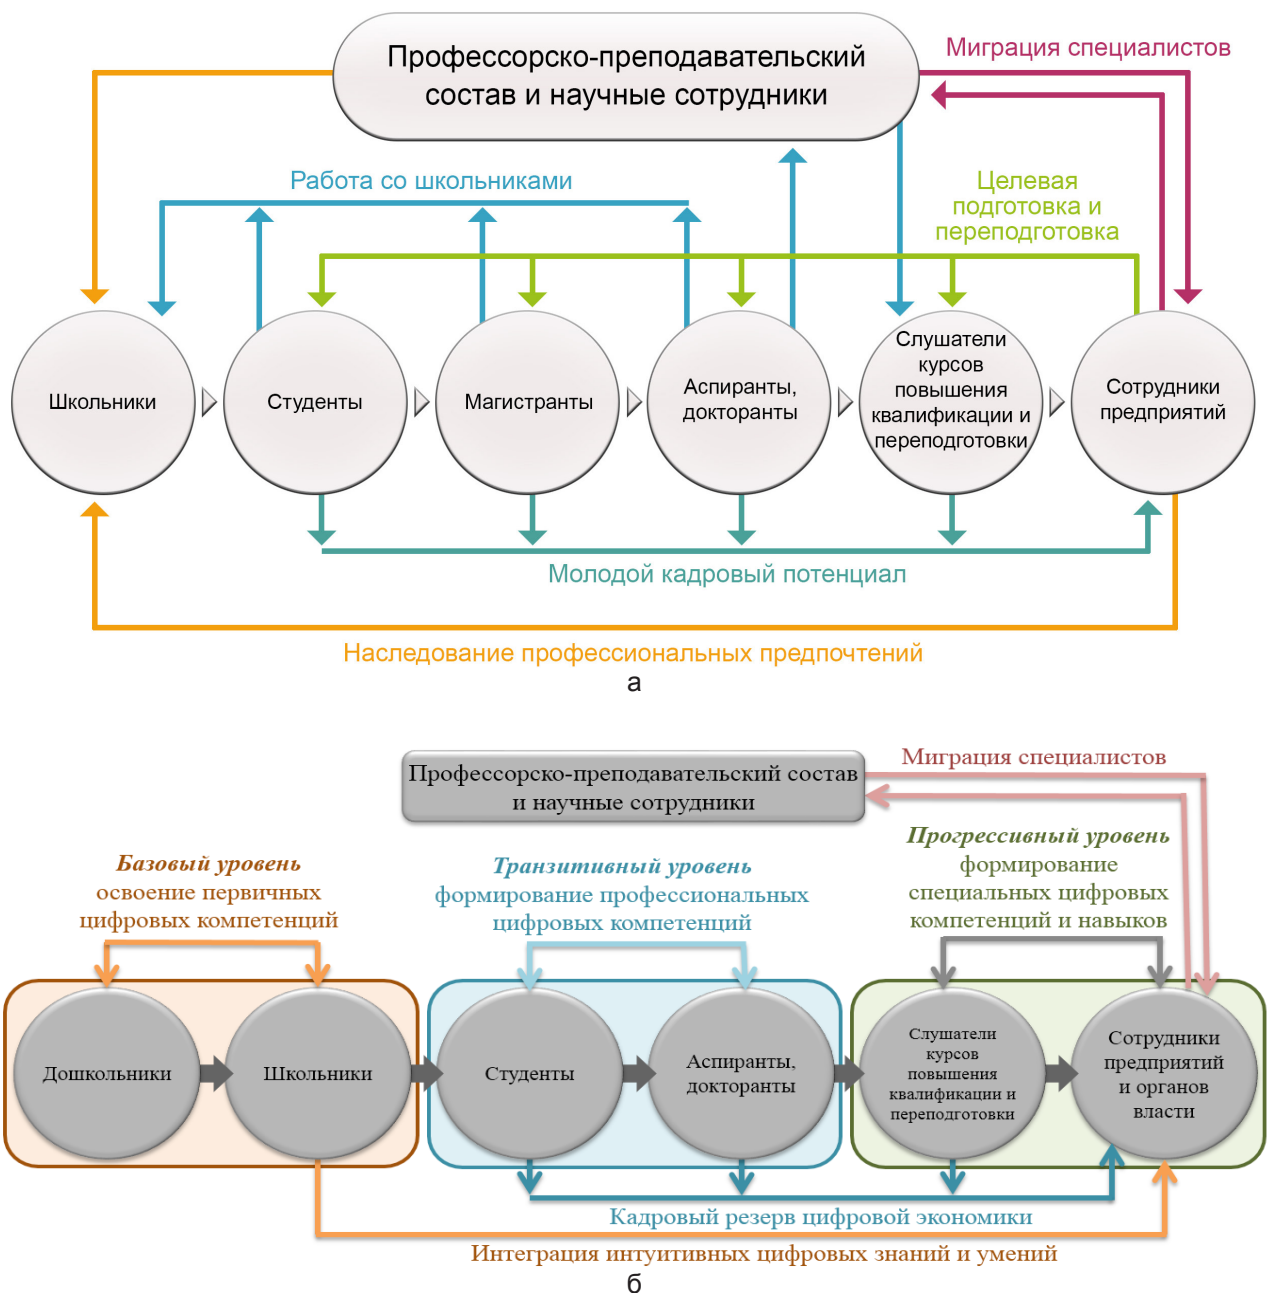 Профессорско-преподавательский
состав и научные сотрудники
Миграция специалистов
Работа со школьниками
Целевая
подготовка и
переподготовка
Школьники
Студенты
Магистранты
Аспиранты,
докторанты
Слушатели
курсов
повышения
квалификации и
переподготовки
Сотрудники
предприятий
Молодой кадровый потенциал
Наследование профессиональных предпочтений
а
Профессорско-преподавательский состав
и научные сотрудники
Миграция специалистов
Базовый уровень
освоение первичных
цифровых компетенций
Транзитивный уровень
формирование профессиональных
цифровых компетенций
Прогрессивный уровень
формирование
специальных цифровых
компетенций и навыков
Дошкольники
Школьники
Студенты
Аспиранты,
докторанты
Слушатели
курсов
повышения
квалификации и
переподготовки
Сотрудники
предприятий
и органов
власти
Кадровый резерв цифровой экономики
Интеграция интуитивных цифровых знаний и умений
б